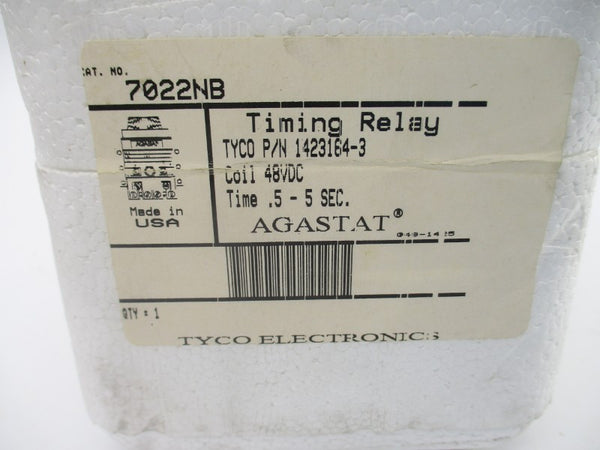 CAT. NO.
7022NB
Timing Relay
TYCO P/N 1423164-3
Coil 48VDC
Time .5 - 5 SEC.
AGASTAT®
AGASTAT
Made in
USA
QTY = 1
TYCO ELECTRONICS